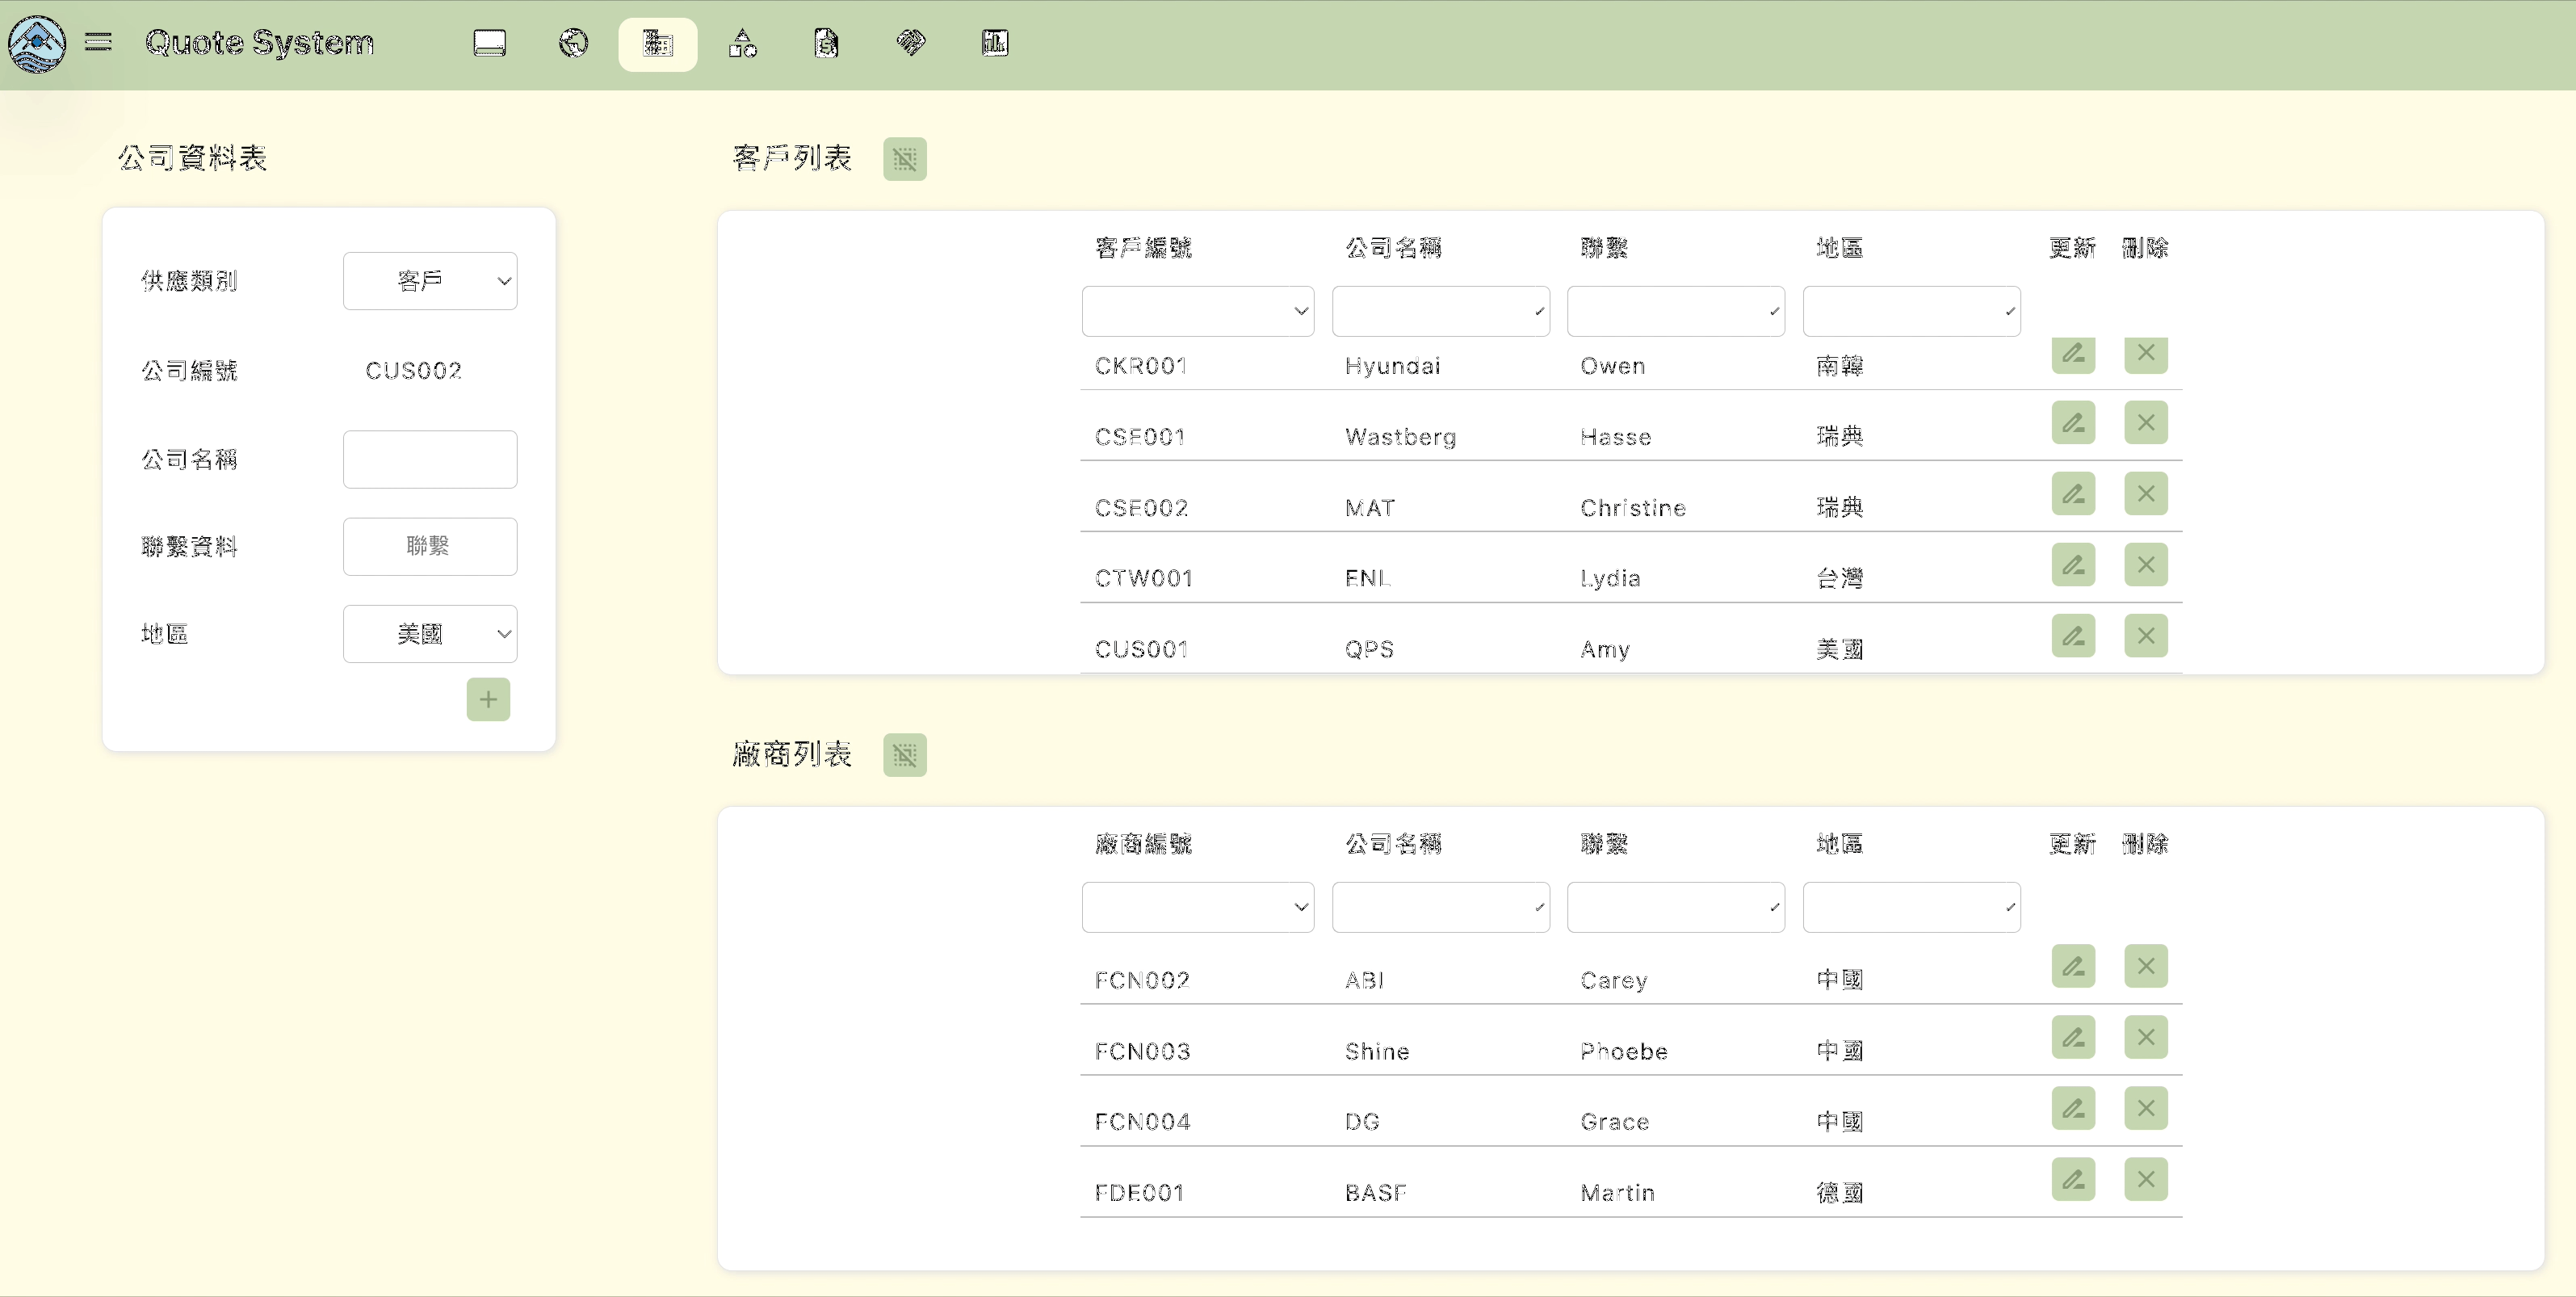 Quote System
公司資料表
供應類別 客戶
公司編號 CUS002
公司名稱
聯繫資料 聯繫
地區 美國
客戶列表
客戶編號 公司名稱 聯繫 地區 更新 刪除
CKR001 Hyundai Owen 南韓
CSE001 Wastberg Hasse 瑞典
CSE002 MAT Christine 瑞典
CTW001 ENL Lydia 台灣
CUS001 QPS Amy 美國
廠商列表
廠商編號 公司名稱 聯繫 地區 更新 刪除
FCN002 ABI Carey 中國
FCN003 Shine Phoebe 中國
FCN004 DG Grace 中國
FDE001 BASF Martin 德國